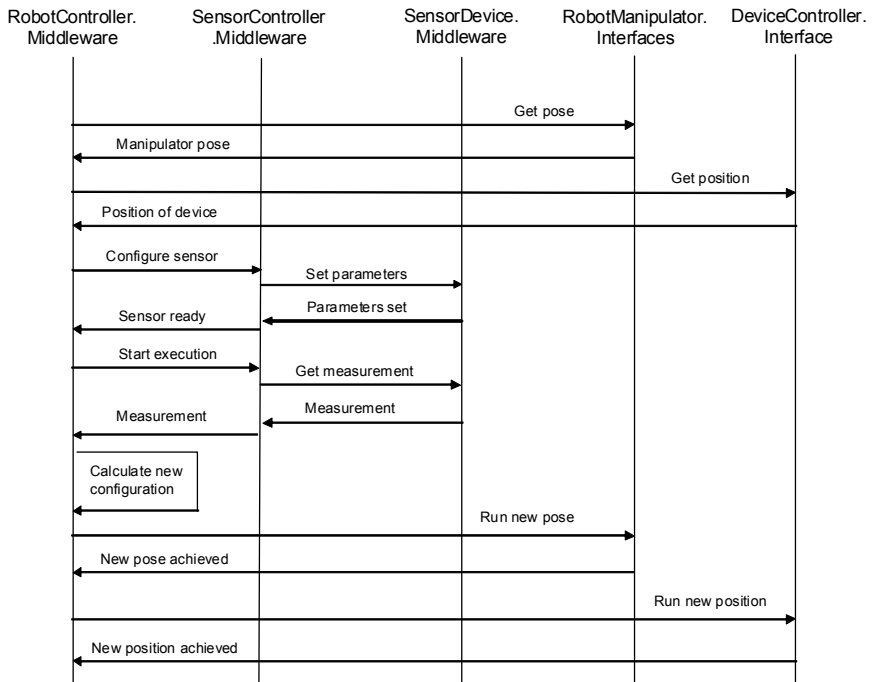 RobotController.
Middleware
SensorController
.Middleware
SensorDevice.
Middleware
RobotManipulator.
Interfaces
DeviceController.
Interface
Get pose
Manipulator pose
Get position
Position of device
Configure sensor
Set parameters
Parameters set
Sensor ready
Start execution
Get measurement
Measurement
Measurement
Calculate new
configuration
Run new pose
New pose achieved
Run new position
New position achieved